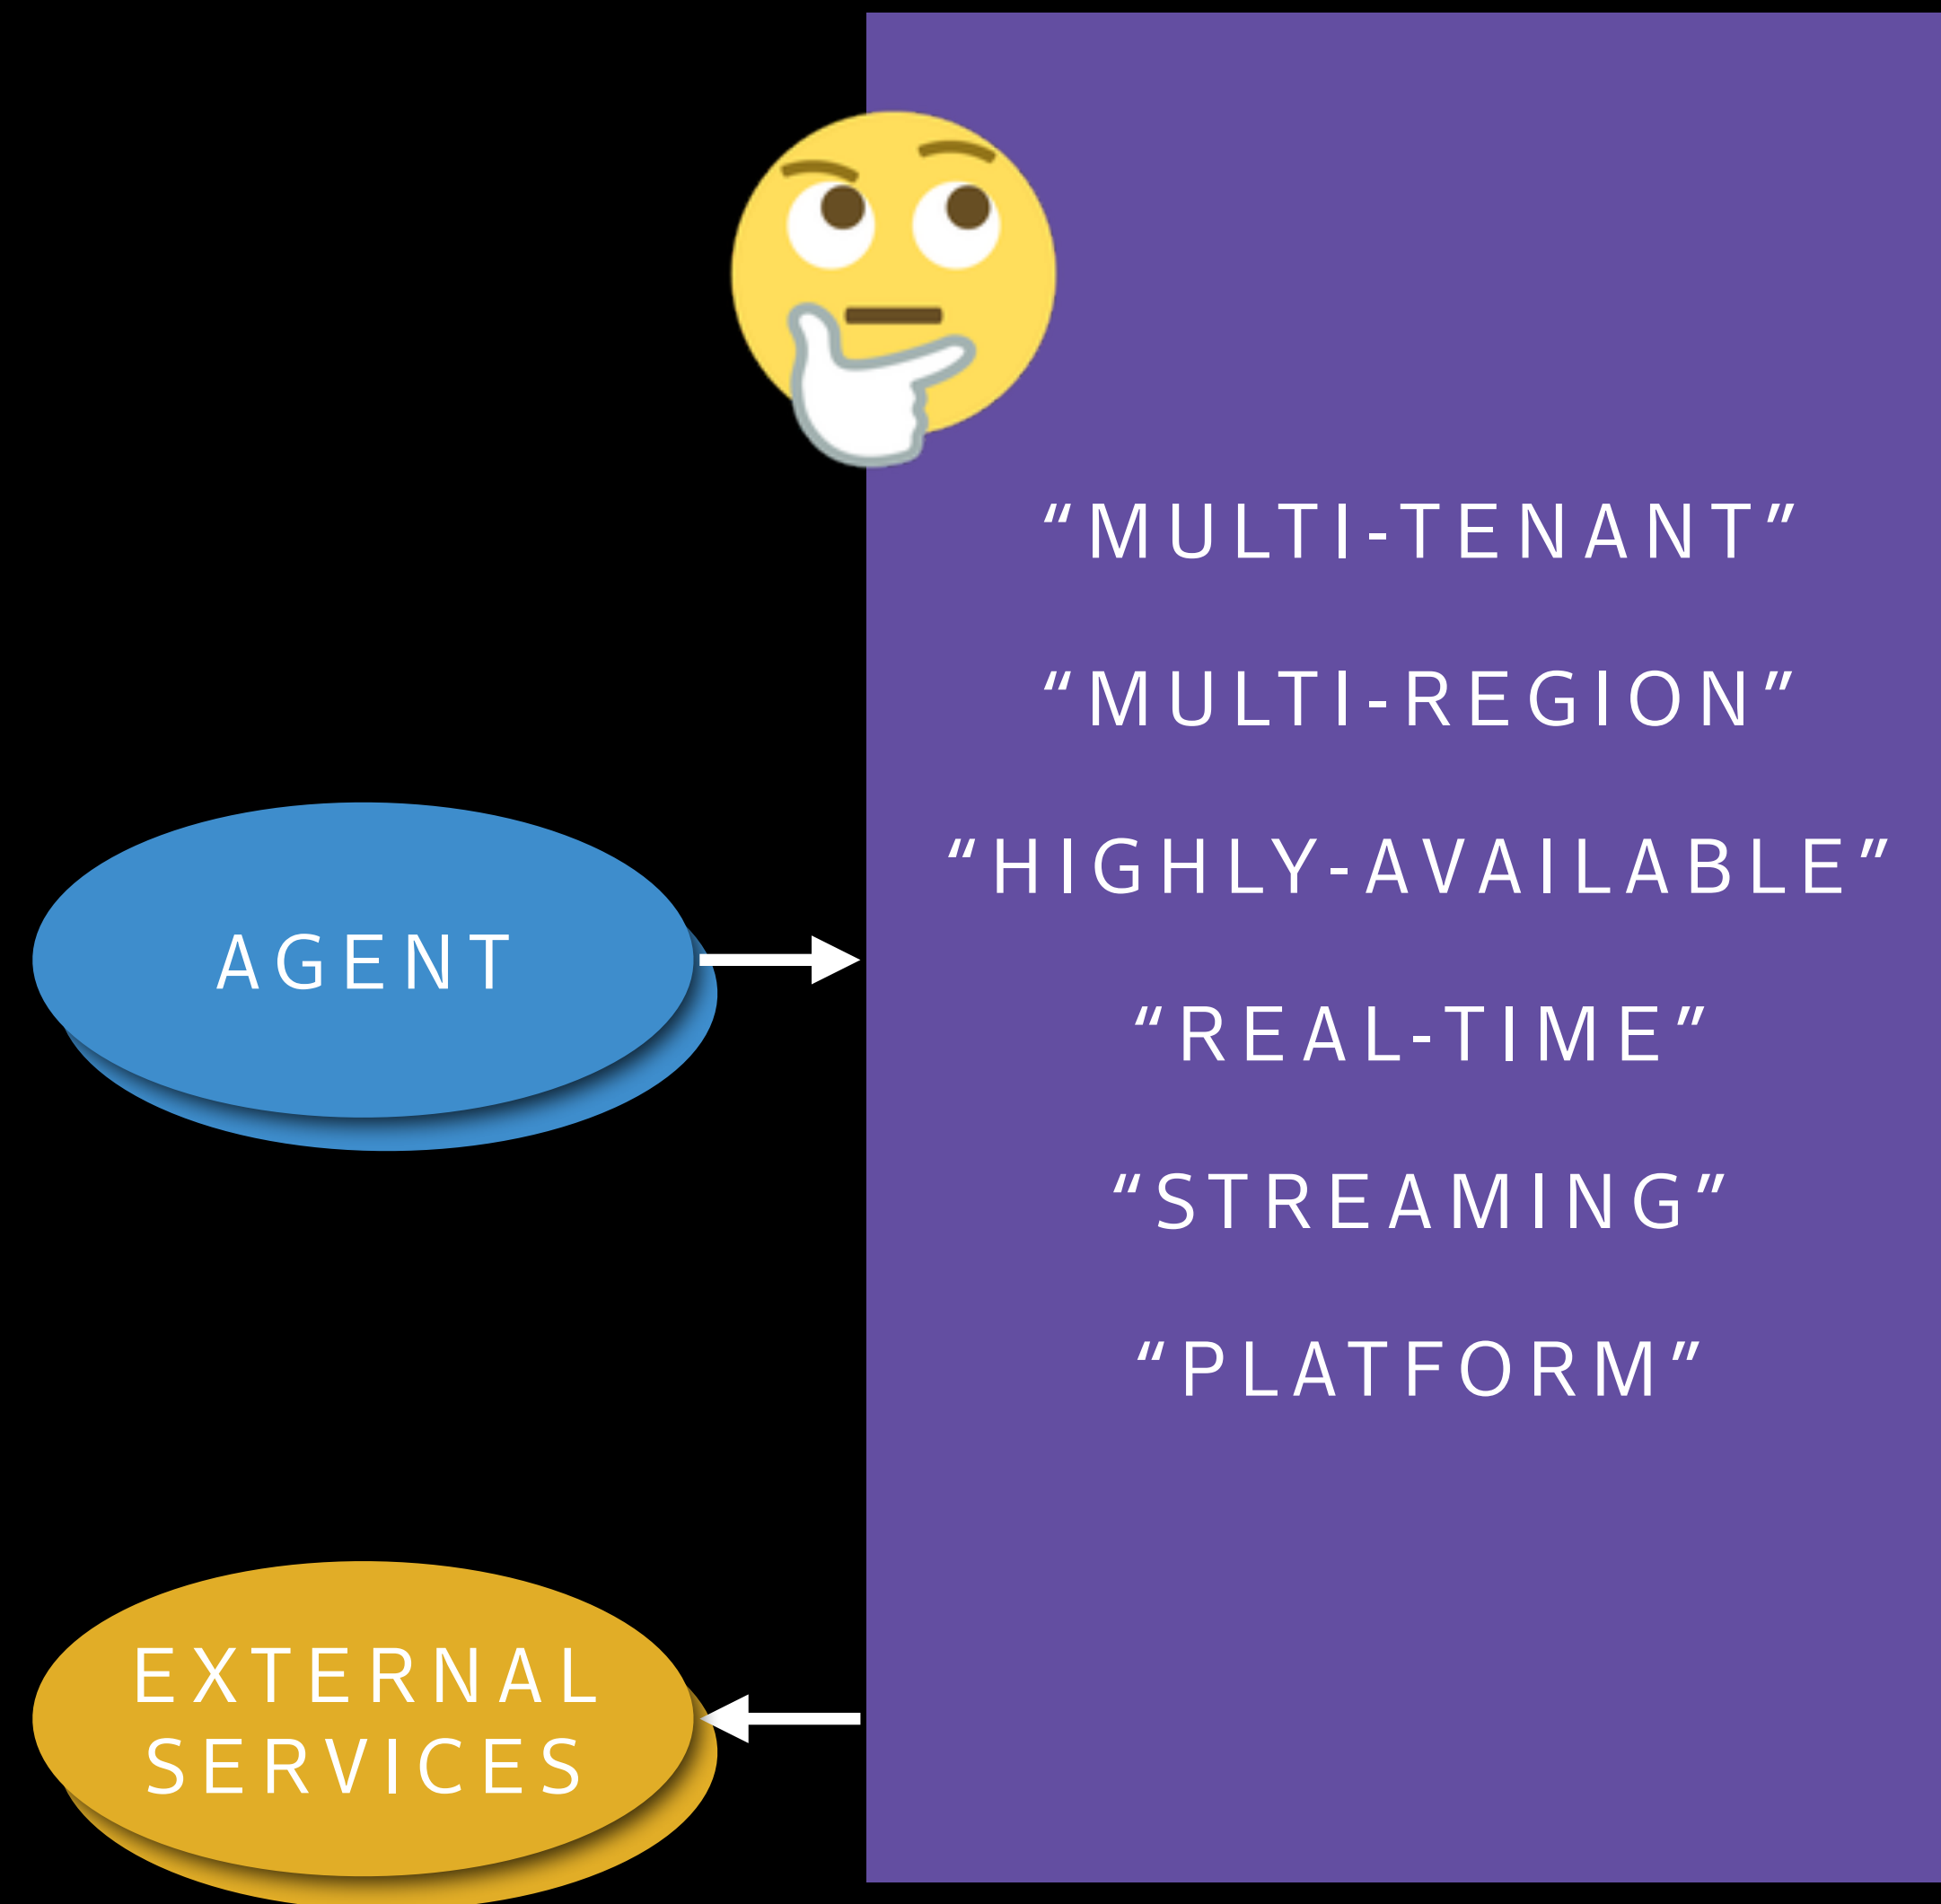 “MULTI-TENANT”
“MULTI-REGION”
“HIGHLY-AVAILABLE”
AGENT
“REAL-TIME”
“STREAMING”
“PLATFORM”
EXTERNAL
SERVICES